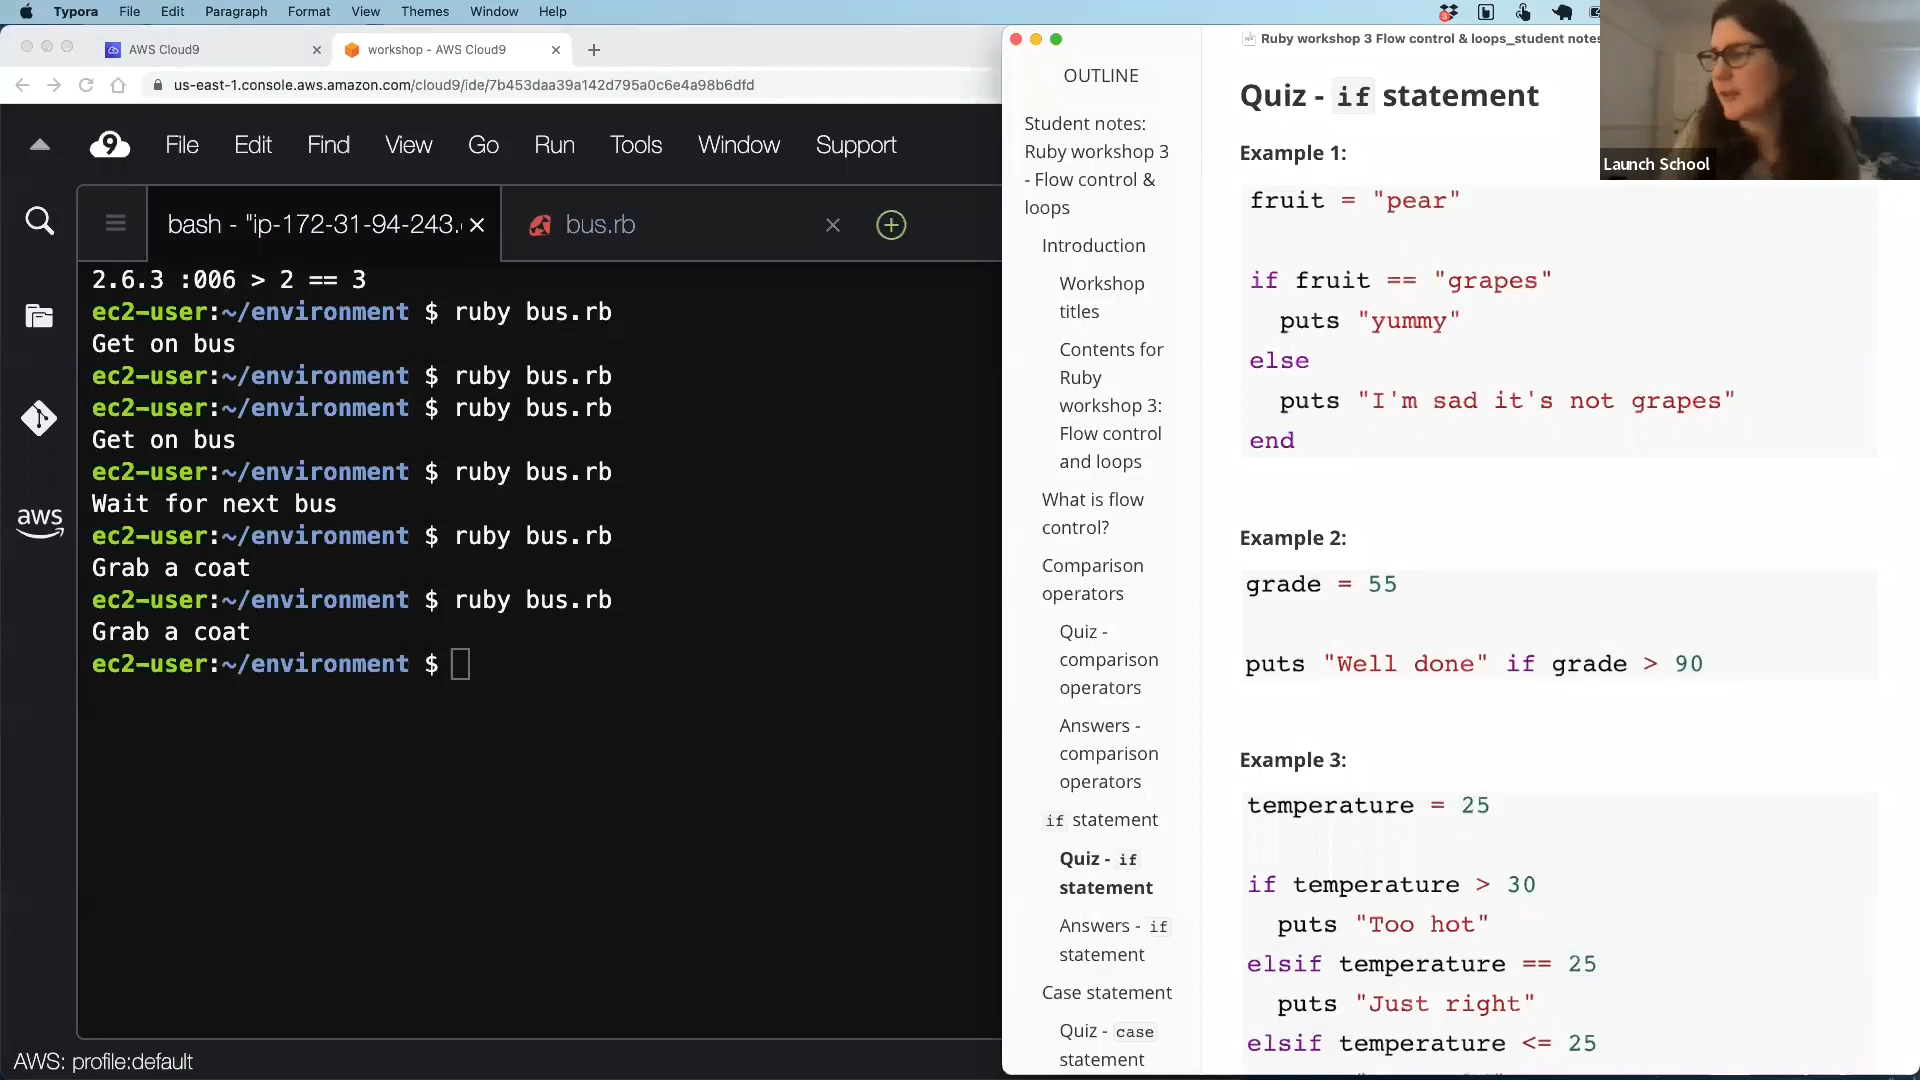 Typora File Edit Paragraph Format View Themes Window Help
3
AWS Cloud9 workshop - AWS Cloud9
us-east-1.console.aws.amazon.com/cloud9/ide/7b453daa39a142d795a0c6e4a98b6dfd
9 File Edit Find View Go Run Tools Window Support
bash - "ip-172-31-94-243. bus.rb
2.6.3 :006 > 2 == 3
ec2-user:~/environment $ ruby bus.rb
Get on bus
ec2-user:~/environment $ ruby bus.rb
ec2-user:~/environment $ ruby bus.rb
Get on bus
ec2-user:~/environment $ ruby bus.rb
Wait for next bus
ec2-user:~/environment $ ruby bus.rb
Grab a coat
ec2-user:~/environment $ ruby bus.rb
Grab a coat
ec2-user:~/environment $
aws
AWS: profile:default
OUTLINE
Student notes:
Ruby workshop 3
- Flow control &
loops
Introduction
Workshop
titles
Contents for
Ruby
workshop 3:
Flow control
and loops
What is flow
control?
Comparison
operators
Quiz -
comparison
operators
Answers -
comparison
operators
if statement
Quiz - if
statement
Answers - if
statement
Case statement
Quiz - case
statement
Ruby workshop 3 Flow control & loops_student notes
Quiz - if statement
Example 1:
fruit = "pear"
if fruit == "grapes"
puts "yummy"
else
puts "I'm sad it's not grapes"
end
Example 2:
grade = 55
puts "Well done" if grade > 90
Example 3:
temperature = 25
if temperature > 30
puts "Too hot"
elsif temperature == 25
puts "Just right"
elsif temperature <= 25
Launch School